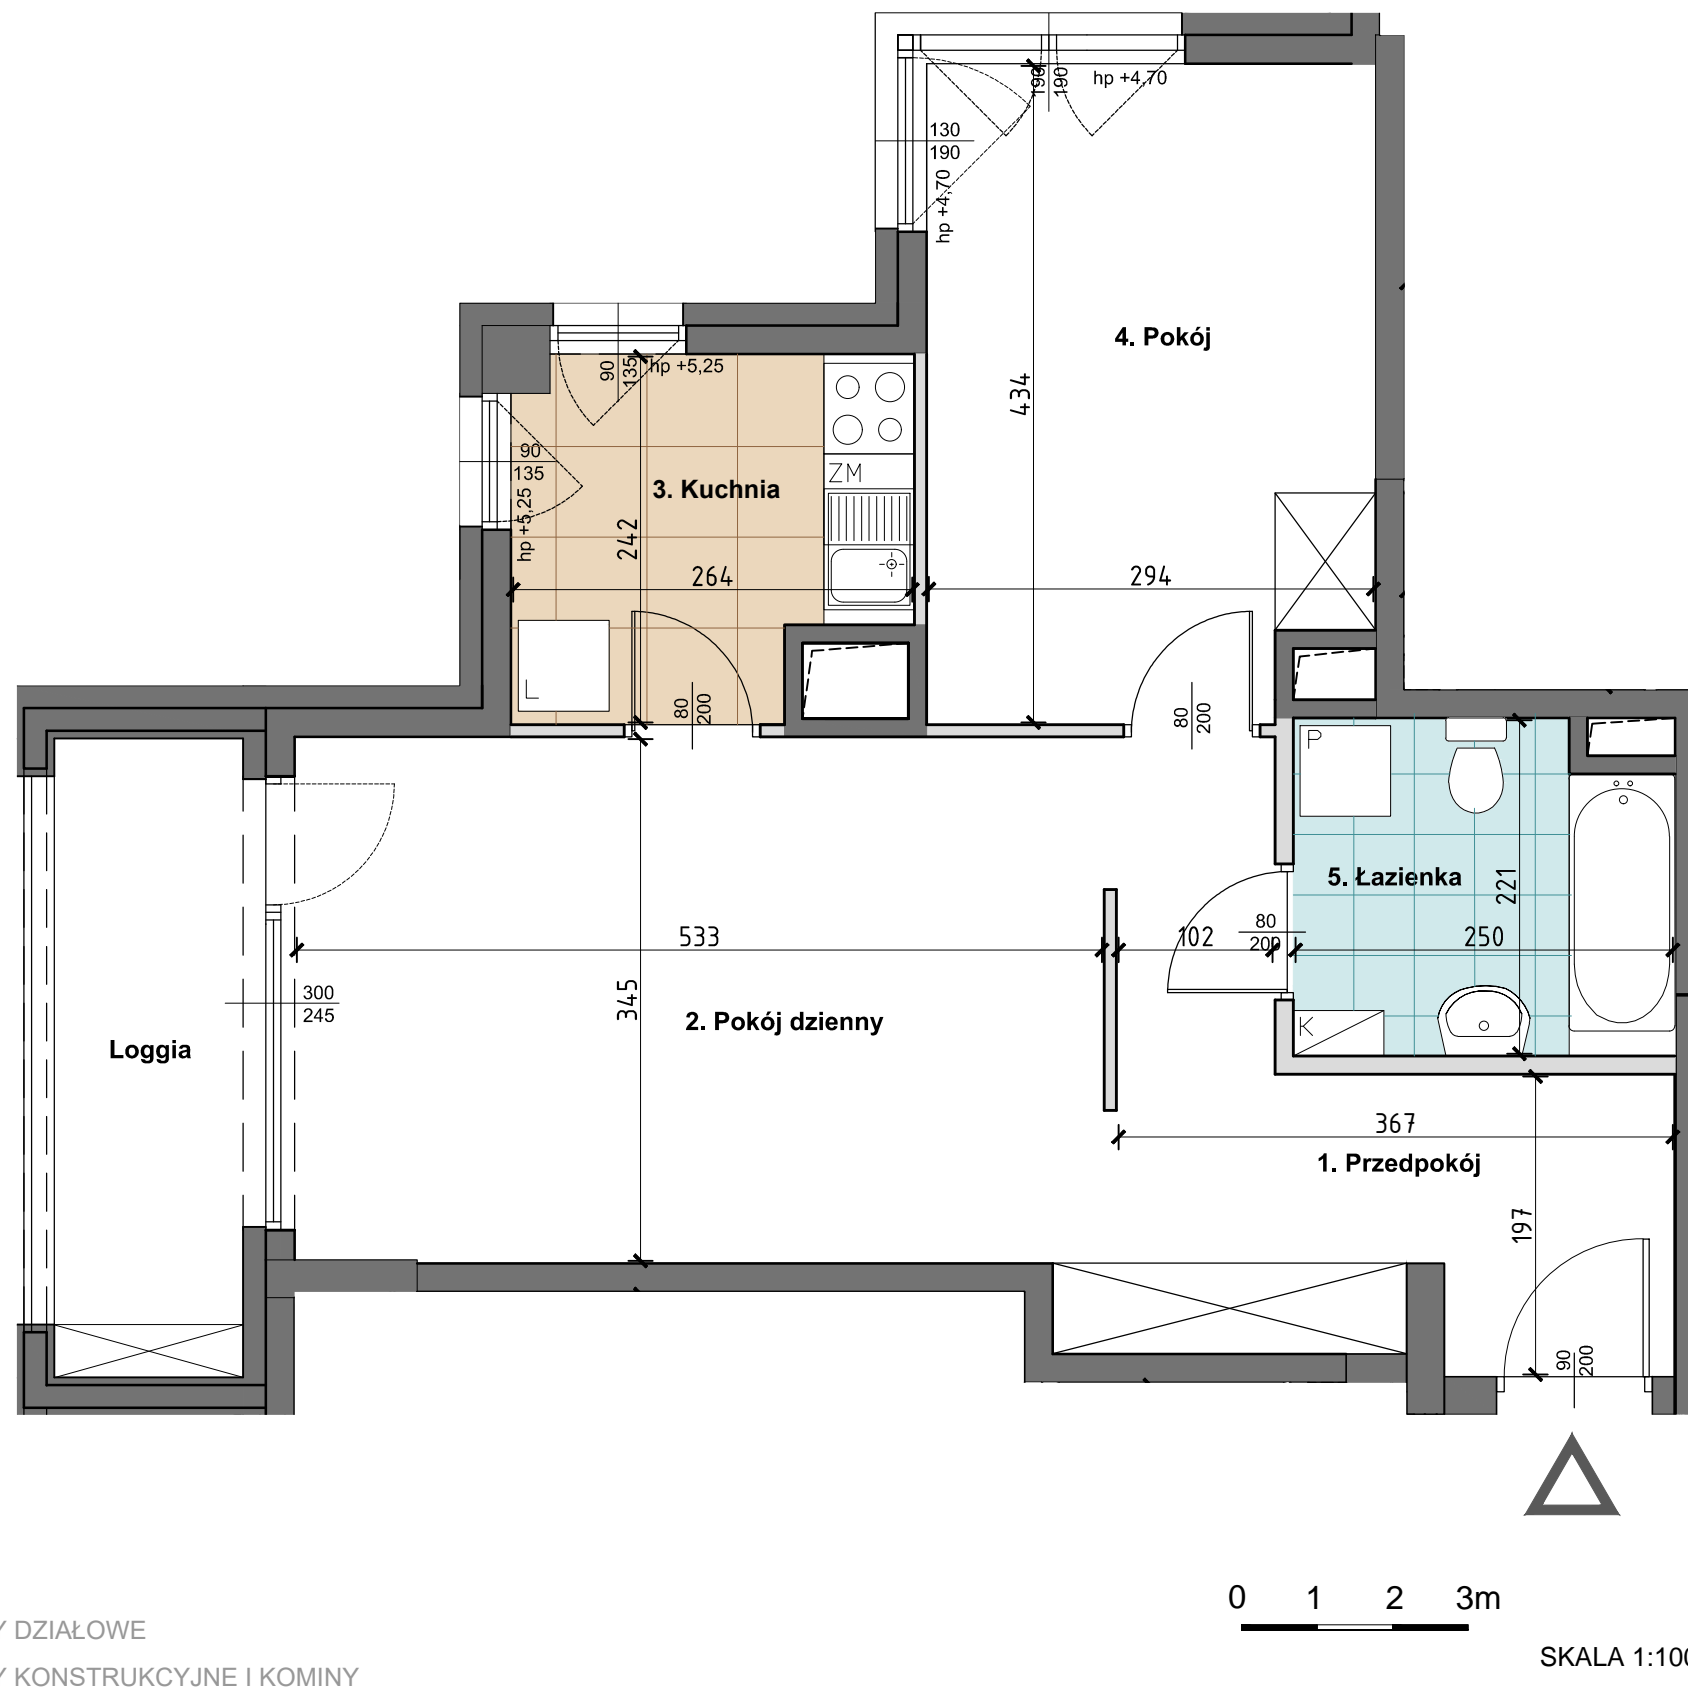 190
190
hp +4,70
130
190
hp +4,70
4. Pokój
434
90
135
hp +5,25
90
135
hp +5,25
ZM
3. Kuchnia
242
264
294
L
80
200
80
200
P
5. Łazienka
221
80
200
533
102
250
300
245
345
2. Pokój dzienny
K
Loggia
367
1. Przedpokój
197
90
200
0 1 2 3m
Y DZIAŁOWE
SKALA 1:100
Y KONSTRUKCYJNE I KOMINY